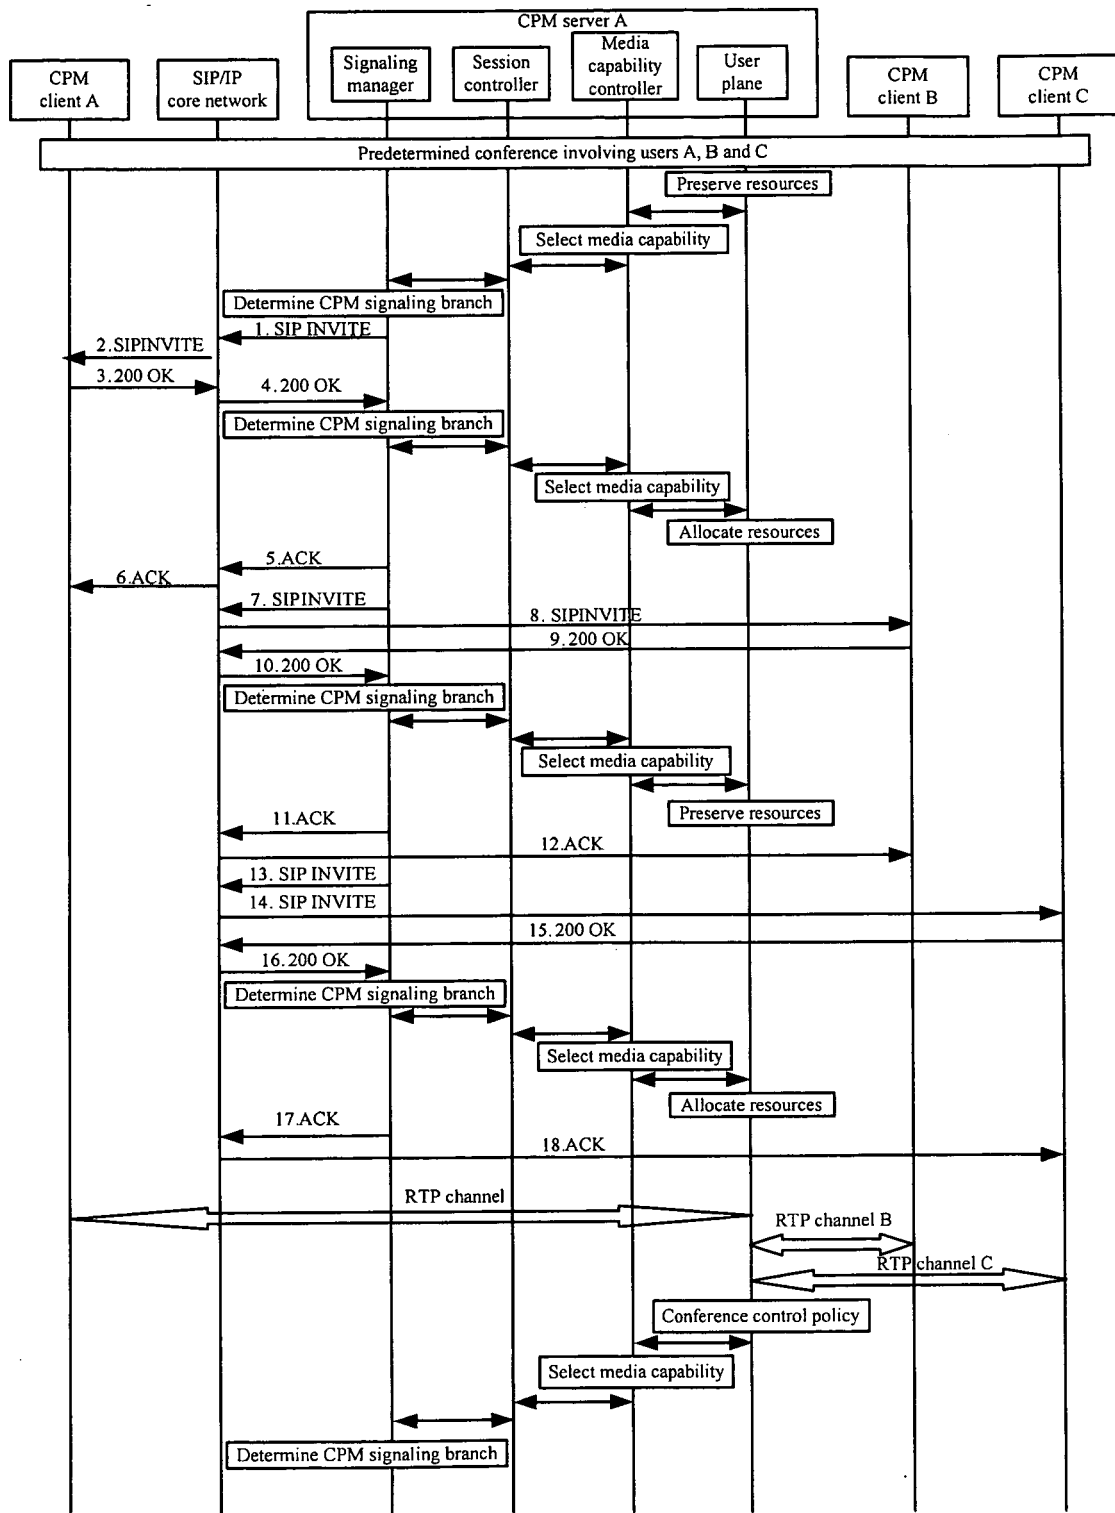 CPM server A
CPM
client A
SIP/IP
core network
Signaling
manager
Session
controller
Media
capability
controller
User
plane
CPM
client B
CPM
client C
Predetermined conference involving users A, B and C
Preserve resources
Select media capability
Determine CPM signaling branch
1. SIP INVITE
2.SIPINVITE
3.200 OK
4.200 OK
Determine CPM signaling branch
Select media capability
Allocate resources
5.ACK
6.ACK
7. SIPINVITE
8. SIPINVITE
9.200 OK
10.200 OK
Determine CPM signaling branch
Select media capability
Preserve resources
11.ACK
12.ACK
13. SIP INVITE
14. SIP INVITE
15.200 OK
16.200 OK
Determine CPM signaling branch
Select media capability
Allocate resources
17.ACK
18.ACK
RTP channel
RTP channel B
RTP channel C
Conference control policy
Select media capability
Determine CPM signaling branch